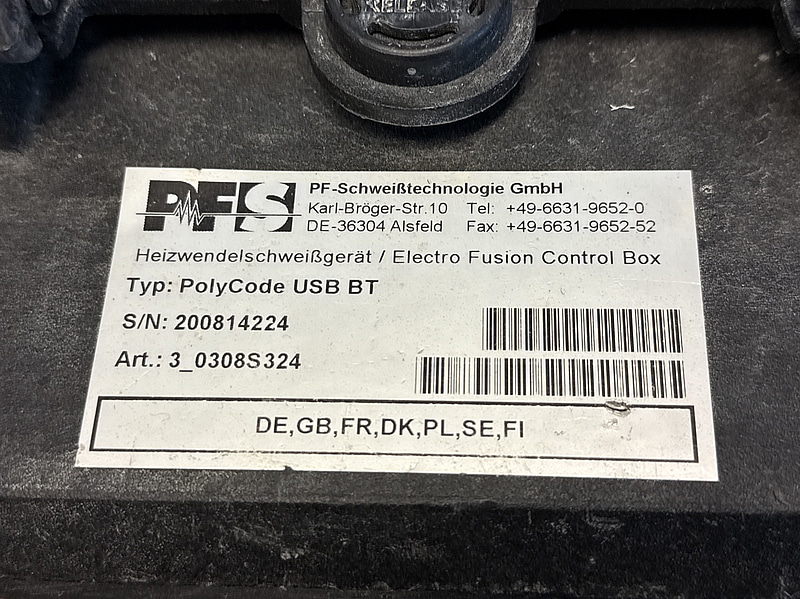 RELEASE
PFS
PF-Schweißtechnologie GmbH
Karl-Bröger-Str.10 Tel: +49-6631-9652-0
DE-36304 Alsfeld Fax: +49-6631-9652-52
Heizwendelschweißgerät / Electro Fusion Control Box
Typ: PolyCode USB BT
S/N: 200814224
Art.: 3_0308S324
DE,GB,FR,DK,PL,SE,FI